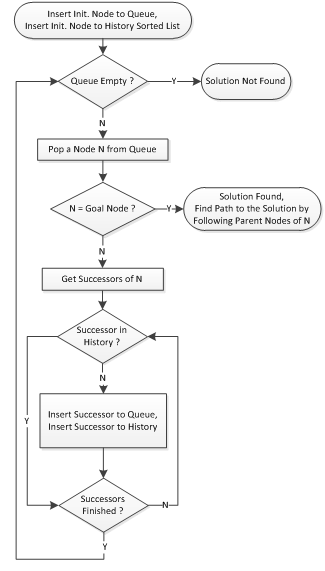 Insert Init. Node to Queue,
Insert Init. Node to History Sorted List
Queue Empty ?
Y
Solution Not Found
N
Pop a Node N from Queue
N = Goal Node ?
Y
Solution Found,
Find Path to the Solution by
Following Parent Nodes of N
N
Get Successors of N
Successor in
History ?
N
Y
Insert Successor to Queue,
Insert Successor to History
Successors
Finished ?
N
Y